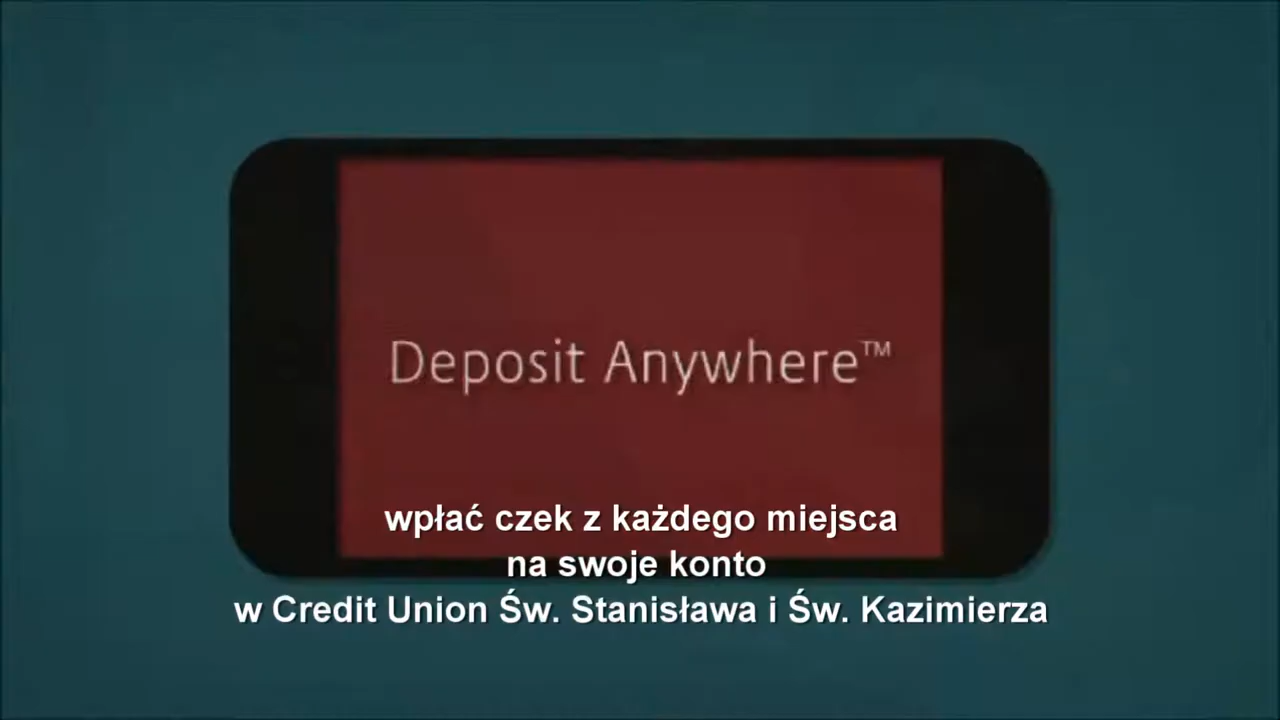 Deposit Anywhere™
wpłać czek z każdego miejsca
na swoje konto
w Credit Union Św. Stanisława i Św. Kazimierza